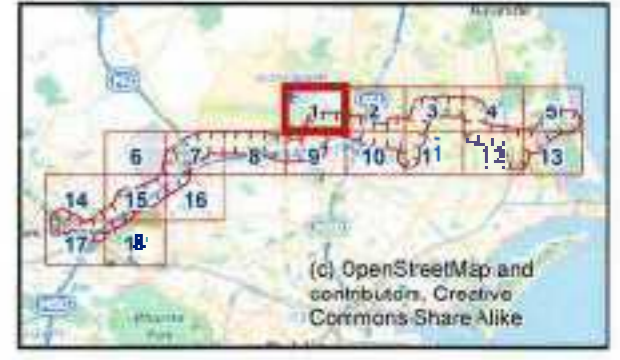 1 2 3 4 5
6 7 8 9 10 11 12 13
14 15 16
17 18
(c) OpenStreetMap and
contributors, Creative
Commons-Share Alike
Park